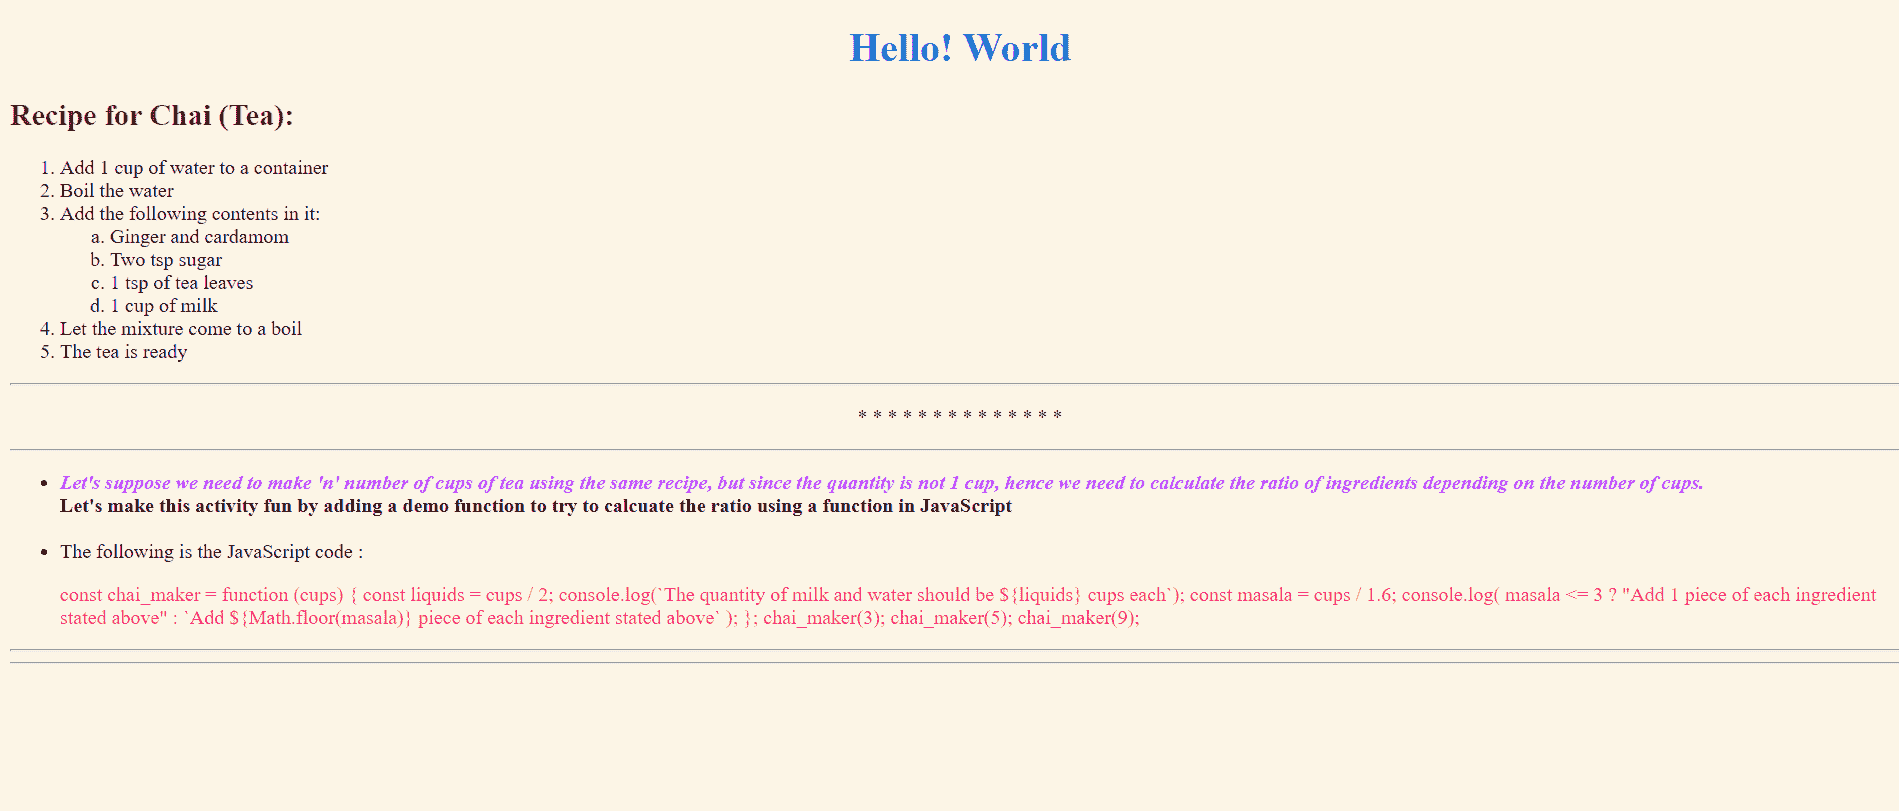 Hello! World
Recipe for Chai (Tea):
1. Add 1 cup of water to a container
2. Boil the water
3. Add the following contents in it:
a. Ginger and cardamom
b. Two tsp sugar
c. 1 tsp of tea leaves
d. 1 cup of milk
4. Let the mixture come to a boil
5. The tea is ready
* * * * * * * * * * * * * *
• Let's suppose we need to make 'n' number of cups of tea using the same recipe, but since the quantity is not 1 cup, hence we need to calculate the ratio of ingredients depending on the number of cups.
Let's make this activity fun by adding a demo function to try to calcuate the ratio using a function in JavaScript
• The following is the JavaScript code :
const chai_maker = function (cups) { const liquids = cups / 2; console.log(`The quantity of milk and water should be ${liquids} cups each`); const masala = cups / 1.6; console.log( masala <= 3 ? "Add 1 piece of each ingredient
stated above" : `Add ${Math.floor(masala)} piece of each ingredient stated above` ); }; chai_maker(3); chai_maker(5); chai_maker(9);